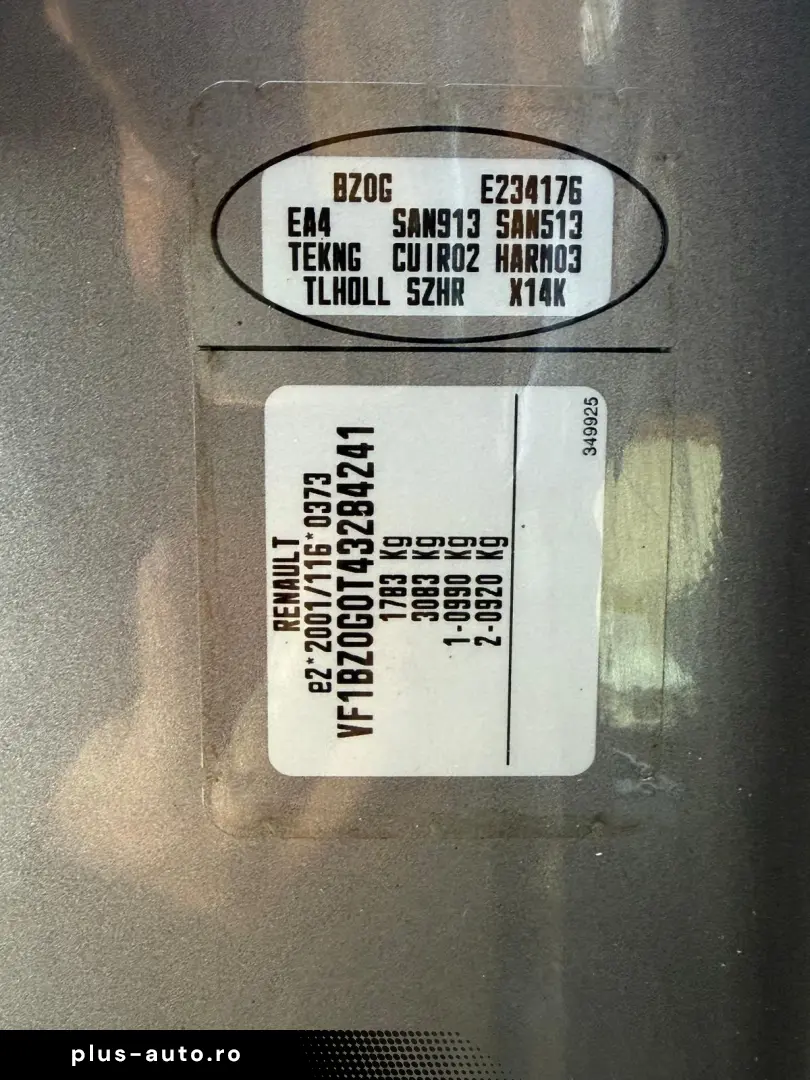 BZ0G E234176
EA4 SAN913 SAN513
TEKNG CUIR02 HARM03
TLHOLL SZHR X14K
RENAULT
e2*2001/116*0373
VF1BZ0G0T43284241
1783 Kg
3083 Kg
1-0990 Kg
2-0920 Kg
349925
plus-auto.ro